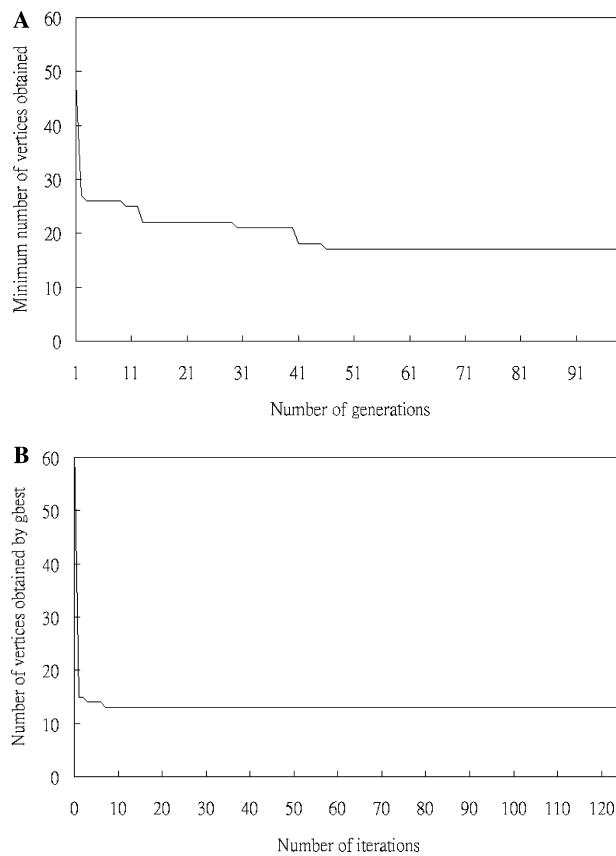 A
Minimum number of vertices obtained
60
50
40
30
20
10
0
1 11 21 31 41 51 61 71 81 91
Number of generations
B
Number of vertices obtained by gbest
60
50
40
30
20
10
0
0 10 20 30 40 50 60 70 80 90 100 110 120
Number of iterations